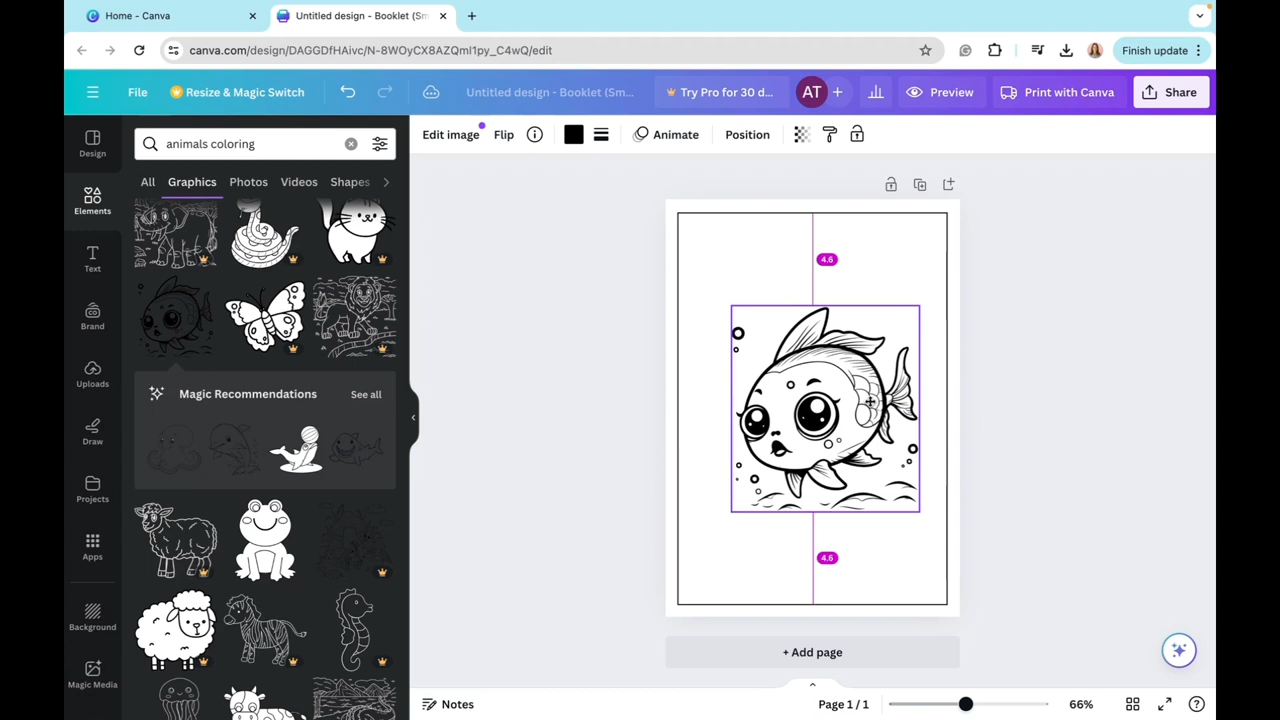 Home - Canva
Untitled design - Booklet (Sm
canva.com/design/DAGGDfHAivc/N-8WOyCX8AZQmI1py_C4wQ/edit
Finish update
File
Resize & Magic Switch
Untitled design - Booklet (Sm...
Try Pro for 30 d...
AT
+
Preview
Print with Canva
Share
Design
Elements
Text
Brand
Uploads
Draw
Projects
Apps
Background
Magic Media
animals coloring
All
Graphics
Photos
Videos
Shapes
Magic Recommendations
See all
Edit image
Flip
Animate
Position
4.6
4.6
+ Add page
Notes
Page 1 / 1
66%